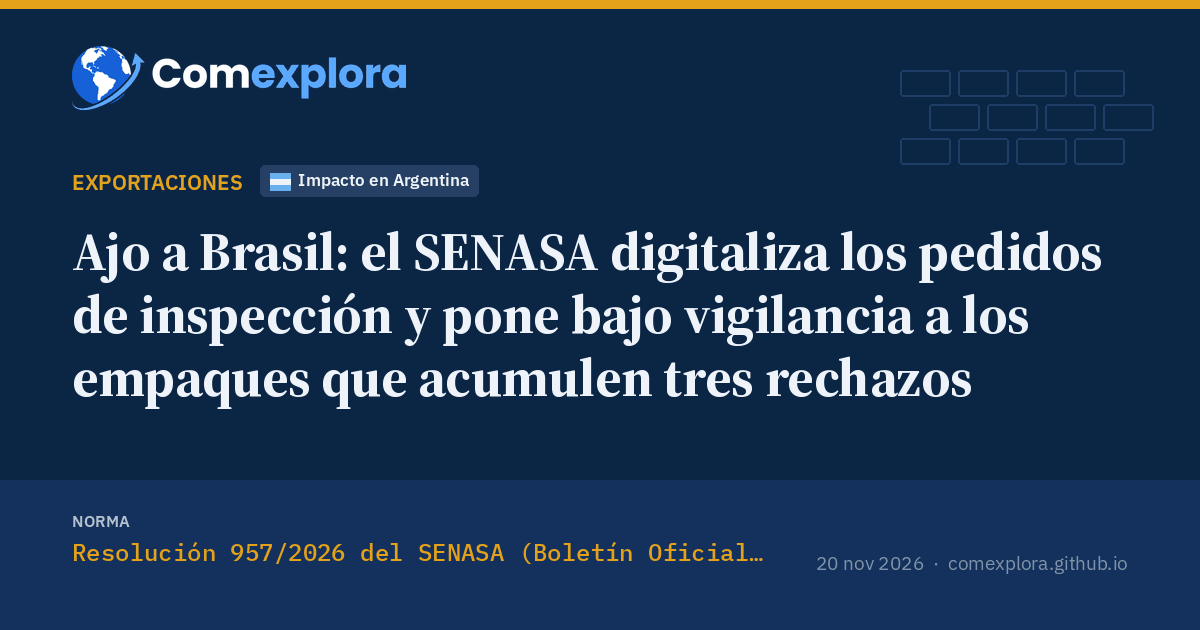 Comexplora
EXPORTACIONES
Impacto en Argentina
Ajo a Brasil: el SENASA digitaliza los pedidos
de inspección y pone bajo vigilancia a los
empaques que acumulen tres rechazos
NORMA
Resolución 957/2026 del SENASA (Boletín Oficial…
20 nov 2026 · comexplora.github.io